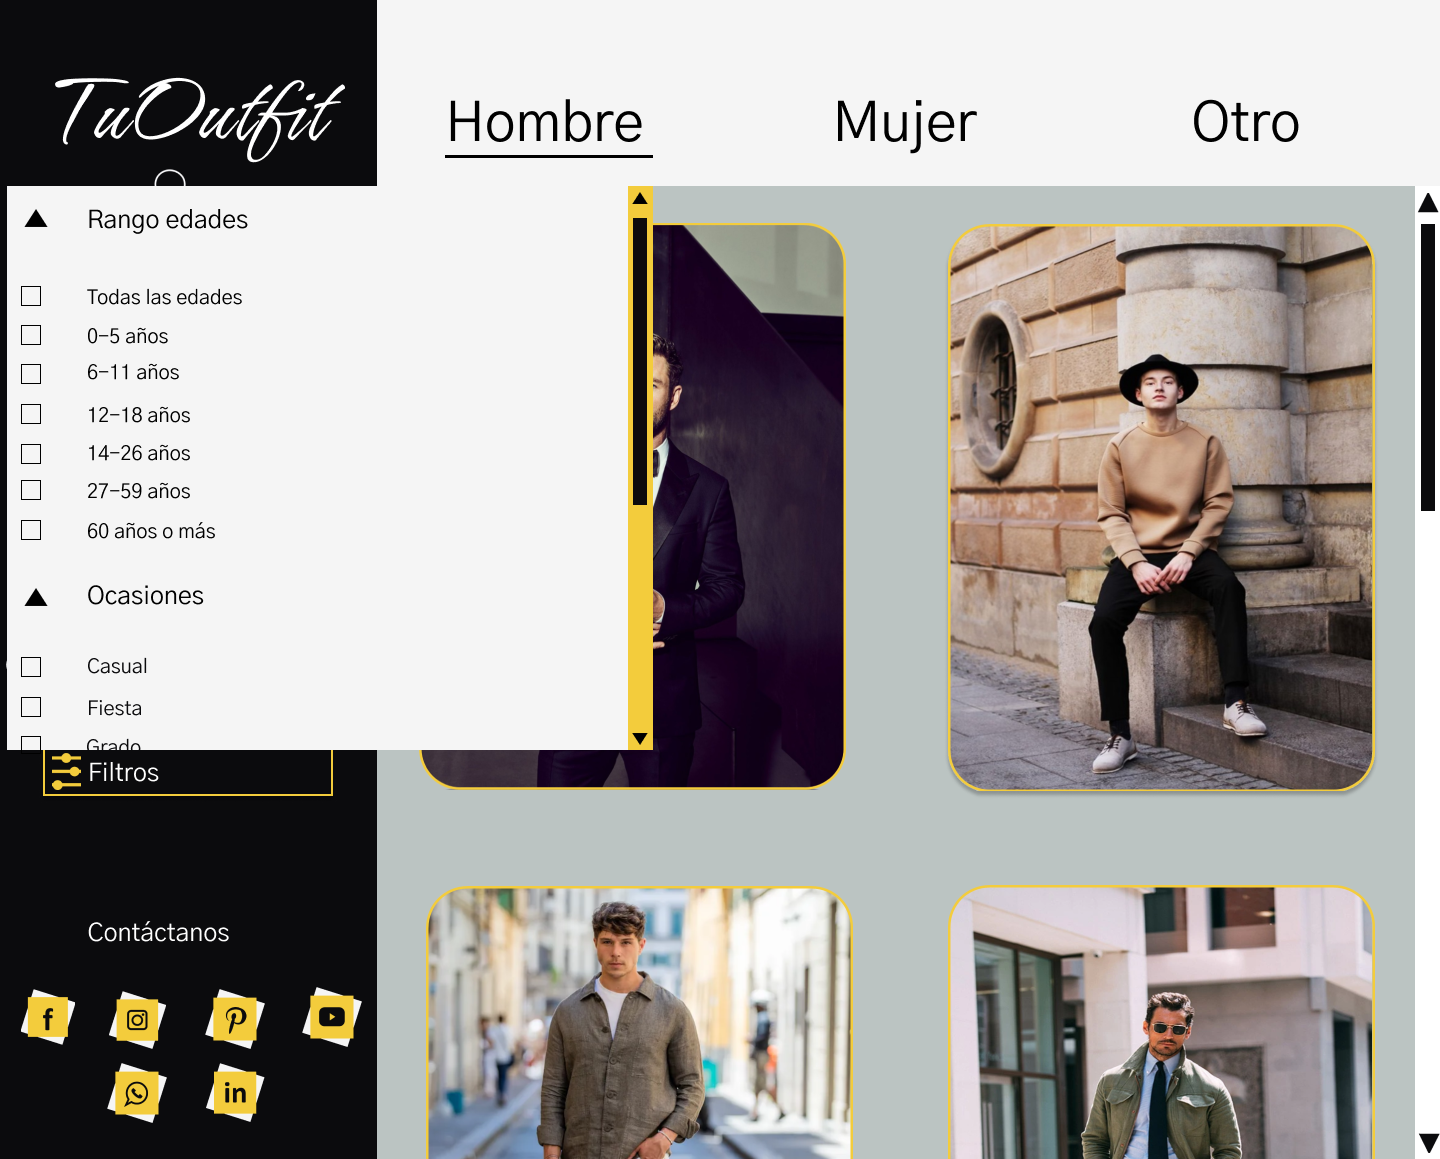 TuOutfit
Hombre
Mujer
Otro
Rango edades
Todas las edades
0-5 años
6-11 años
12-18 años
14-26 años
27-59 años
60 años o más
Ocasiones
Casual
Fiesta
Grado
Filtros
Contáctanos